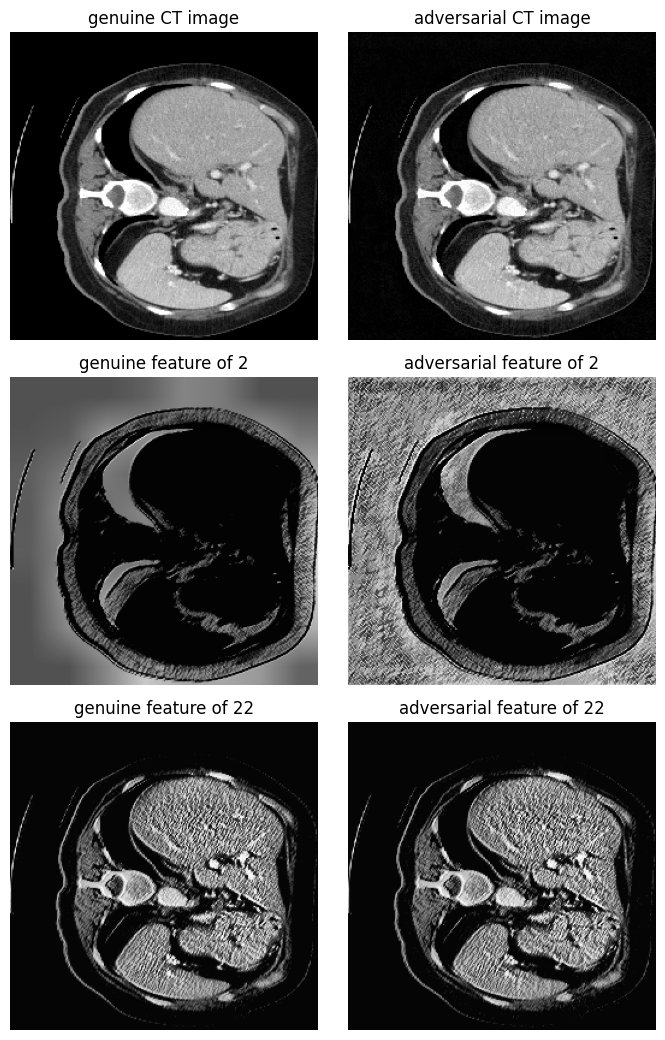 genuine CT image
adversarial CT image
genuine feature of 2
adversarial feature of 2
genuine feature of 22
adversarial feature of 22